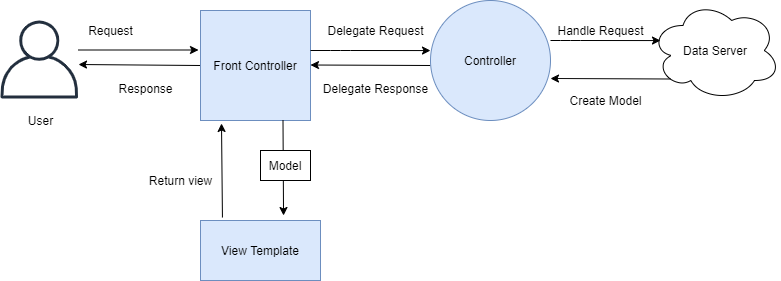 Request
Delegate Request
Handle Request
Front Controller
Controller
Data Server
Response
Delegate Response
Create Model
User
Model
Return view
View Template